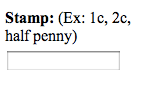 Stamp: (Ex: 1c, 2c,
half penny)